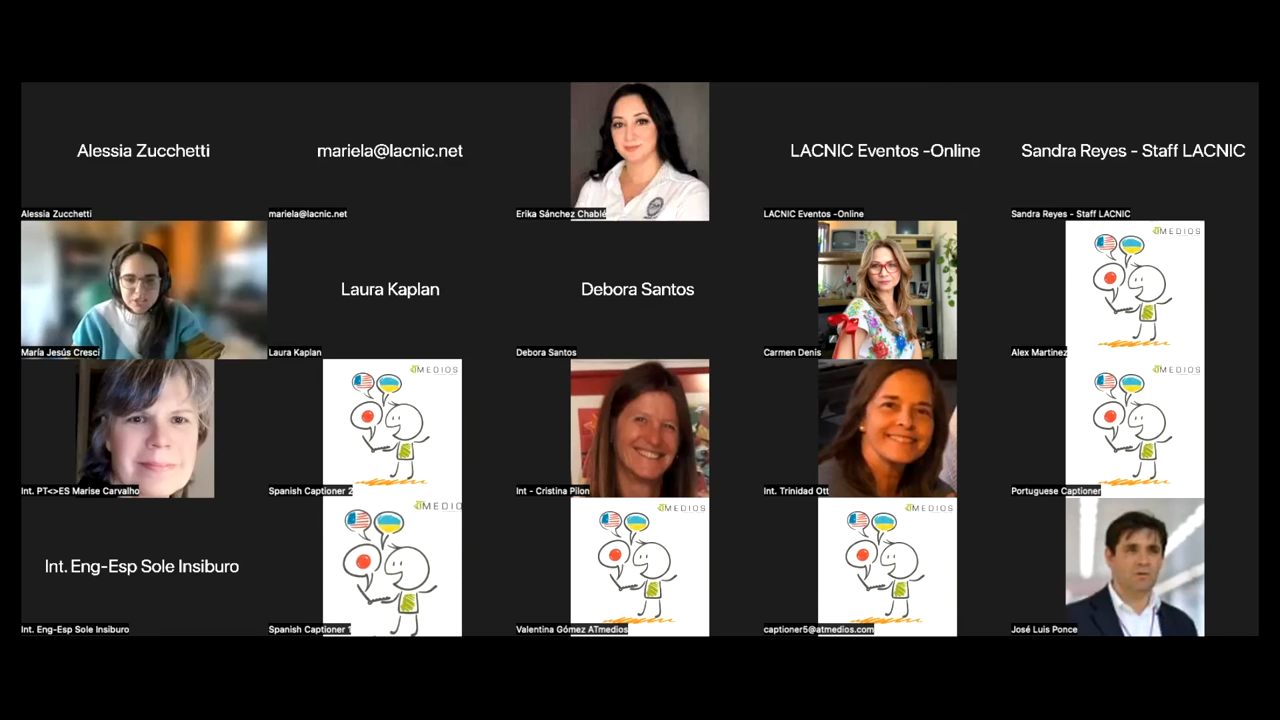 Alessia Zucchetti
mariela@lacnic.net
LACNIC Eventos -Online
Sandra Reyes - Staff LACNIC
Alessia Zucchetti
mariela@lacnic.net
Erika Sánchez Chablé
LACNIC Eventos -Online
Sandra Reyes - Staff LACNIC
Laura Kaplan
Debora Santos
MEDIOS
María Jesús Cresci
Laura Kaplan
Debora Santos
Carmen Denis
Alex Martinez
MEDIOS
MEDIOS
Int. PT<>ES Marise Carvalho
Spanish Captioner 2
Int - Cristina Pilon
Int. Trinidad Ott
Portuguese Captioner
Int. Eng-Esp Sole Insiburo
MEDIO
MEDIOS
MEDIOS
Int. Eng-Esp Sole Insiburo
Spanish Captioner 1
Valentina Gómez ATmedios
captioner5@atmedios.com
José Luis Ponce